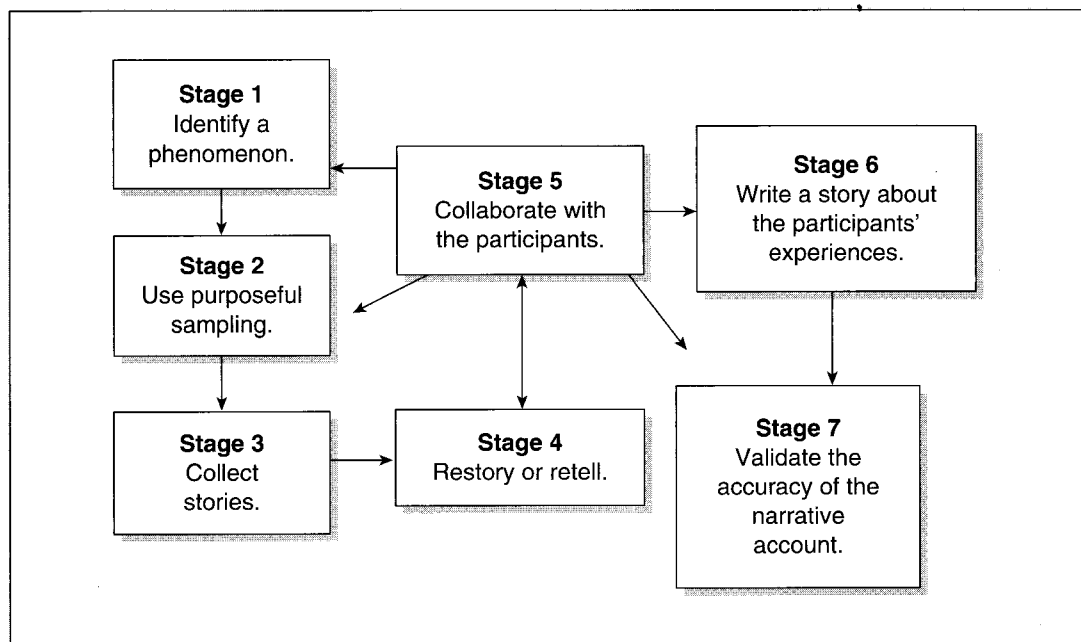 Stage 1
Identify a
phenomenon.
Stage 2
Use purposeful
sampling.
Stage 3
Collect
stories.
Stage 4
Restory or retell.
Stage 5
Collaborate with
the participants.
Stage 6
Write a story about
the participants’
experiences.
Stage 7
Validate the
accuracy of the
narrative
account.